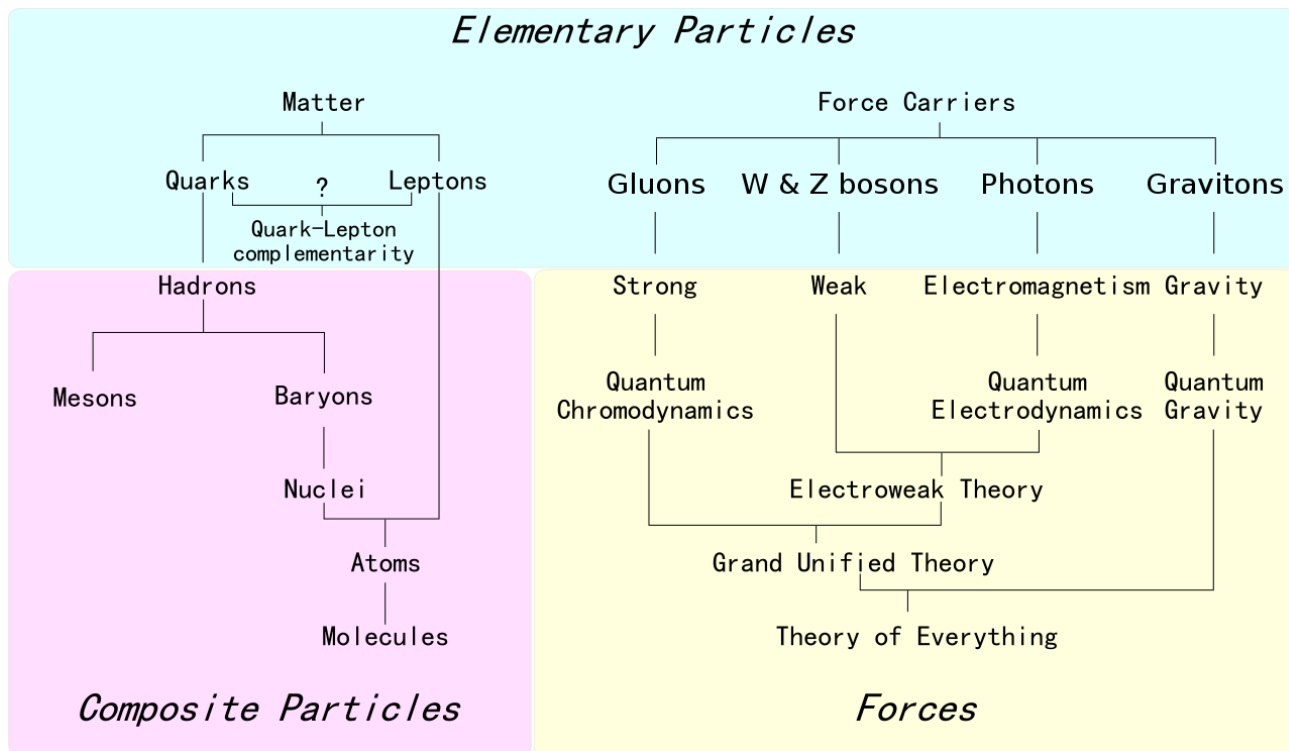 Elementary Particles
Matter
Force Carriers
Quarks
?
Leptons
Gluons
W & Z bosons
Photons
Gravitons
Quark-Lepton
complementarity
Hadrons
Strong
Weak
Electromagnetism
Gravity
Mesons
Baryons
Quantum
Chromodynamics
Quantum
Electrodynamics
Quantum
Gravity
Nuclei
Electroweak Theory
Atoms
Grand Unified Theory
Molecules
Theory of Everything
Composite Particles
Forces